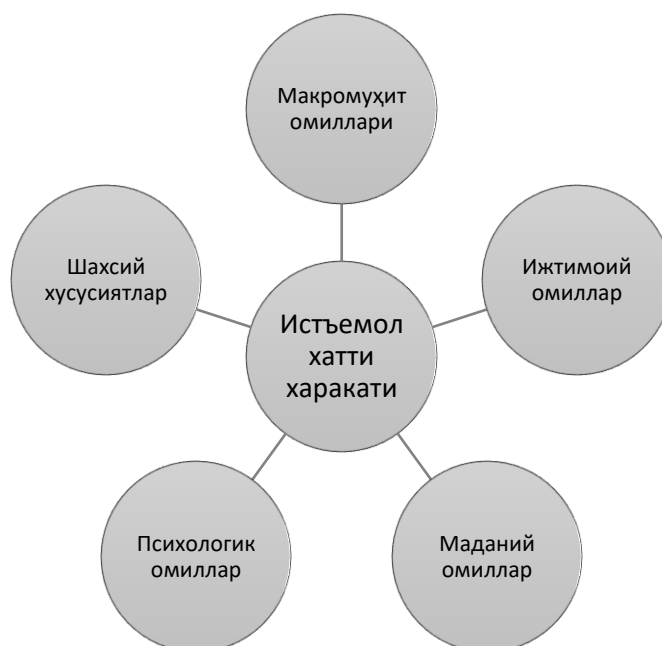 Макромуҳит
омиллари
Шахсий
хусусиятлар
Ижтимоий
омиллар
Истъемол
хатти
харакати
Психологик
омиллар
Маданий
омиллар